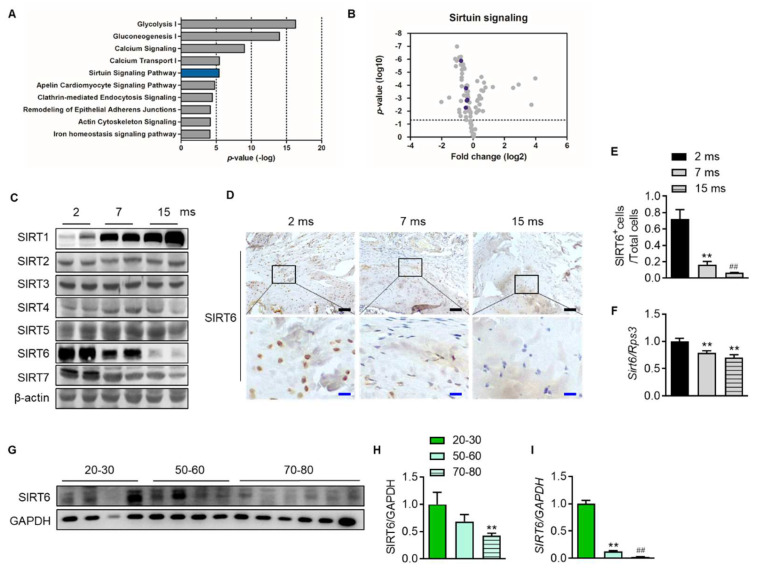 A
Glycolysis I
Gluconeogenesis I
Calcium Signaling
Calcium Transport I
Sirtuin Signaling Pathway
Apelin Cardiomyocyte Signaling Pathway
Clathrin-mediated Endocytosis Signaling
Remodeling of Epithelial Adherens Junctions
Actin Cytoskeleton Signaling
Iron homeostasis signaling pathway
0 5 10 15 20
p-value (-log)
B
Sirtuin signaling
p-value (log10)
-8
-7
-6
-5
-4
-3
-2
-1
0
-6 -4 -2 0 2 4 6
Fold change (log2)
C
2 7 15 ms
SIRT1
SIRT2
SIRT3
SIRT4
SIRT5
SIRT6
SIRT7
β-actin
D
2 ms 7 ms 15 ms
SIRT6
E
2 ms
7 ms
15 ms
SIRT6+cells
/Total cells
1.0
0.8
0.6
0.4
0.2
0.0
**
##
F
Sirt6/Rps3
1.5
1.0
0.5
0.0
** **
G
20-30 50-60 70-80
SIRT6
GAPDH
H
20-30
50-60
70-80
SIRT6/GAPDH
1.5
1.0
0.5
0.0
**
I
SIRT6/GAPDH
1.5
1.0
0.5
0.0
**
##